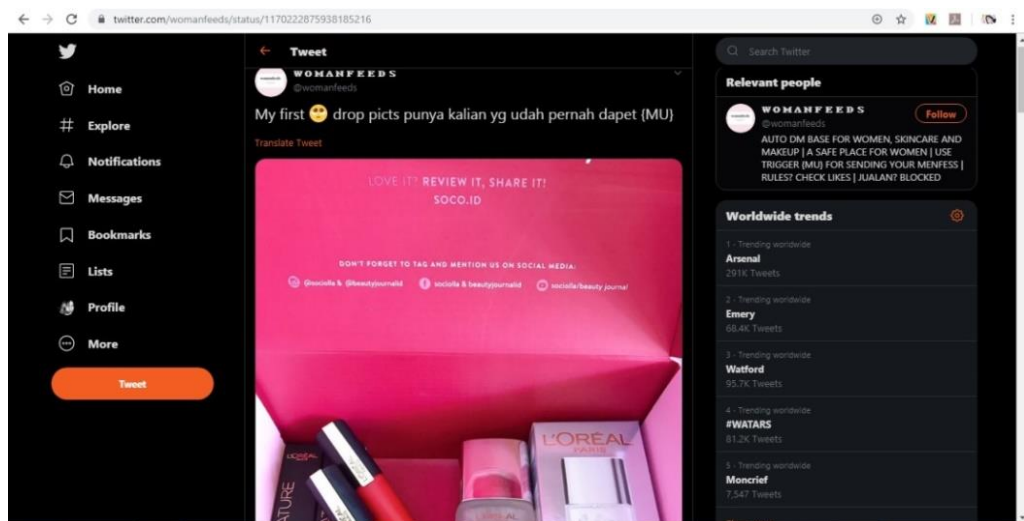 twitter.com/womanfeeds/status/1170222875938185216
Home
Explore
Notifications
Messages
Bookmarks
Lists
Profile
More
Tweet
Tweet
WOMANFEEDS
@womanfeeds
My first 🥺 drop picts punya kalian yg udah pernah dapet {MU}
Translate Tweet
LOVE IT? REVIEW IT, SHARE IT!
SOCO.ID
DON'T FORGET TO TAG AND MENTION US ON SOCIAL MEDIA:
@sociolla & @beautyjournalid sociolla & beautyjournalid sociolla/beauty journal
L'ORÉAL
PARIS
Search Twitter
Relevant people
WOMANFEEDS
@womanfeeds
Follow
AUTO DM BASE FOR WOMEN, SKINCARE AND
MAKEUP | A SAFE PLACE FOR WOMEN | USE
TRIGGER {MU} FOR SENDING YOUR MENFESS |
RULES? CHECK LIKES | JUALAN? BLOCKED
Worldwide trends
1 - Trending worldwide
Arsenal
291K Tweets
2 - Trending worldwide
Emery
68.4K Tweets
3 - Trending worldwide
Watford
95.7K Tweets
4 - Trending worldwide
#WATARS
81.2K Tweets
5 - Trending worldwide
Moncrief
7,547 Tweets